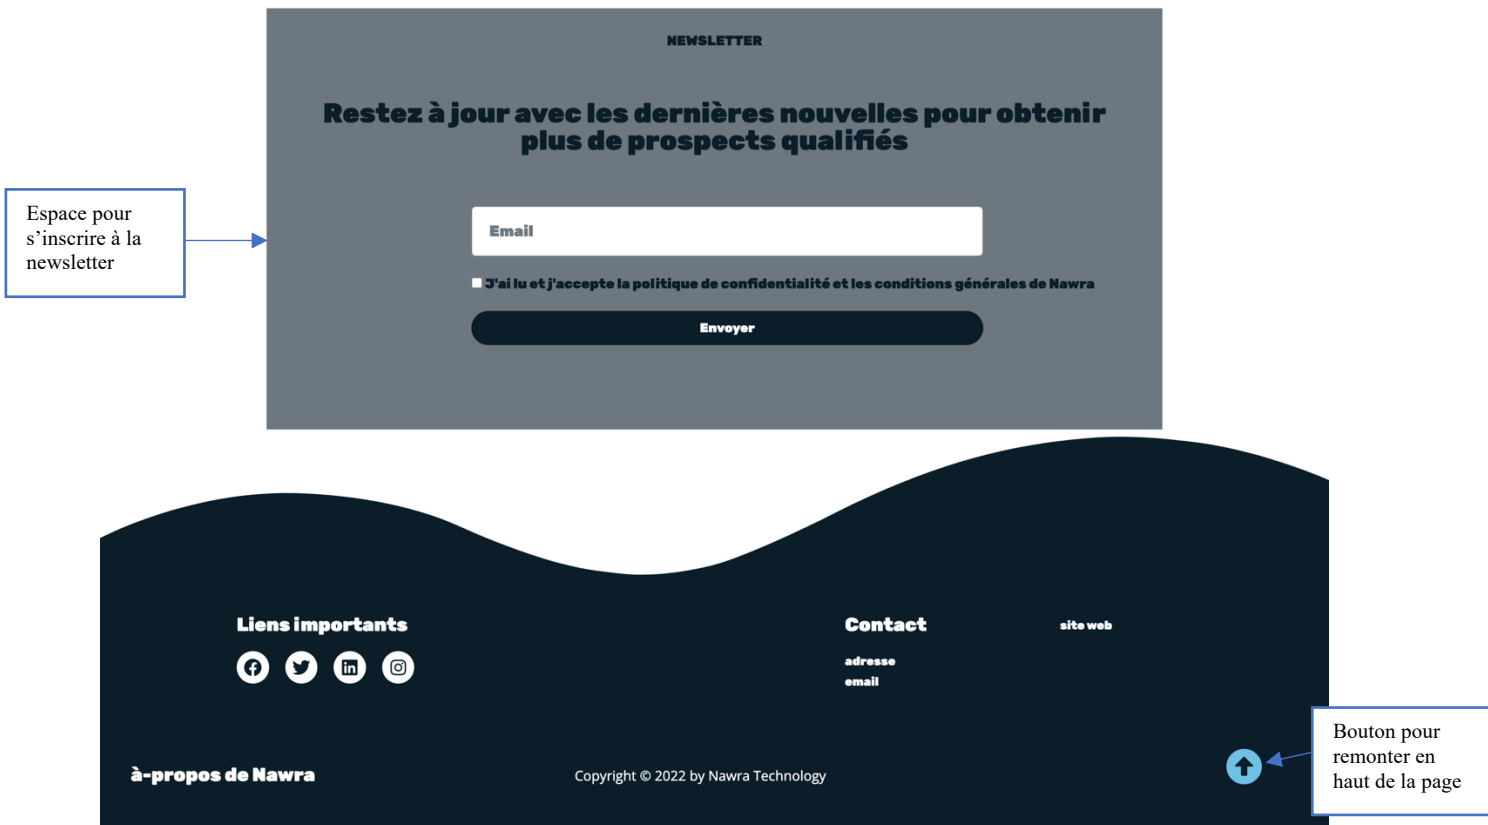 NEWSLETTER
Restez à jour avec les dernières nouvelles pour obtenir
plus de prospects qualifiés
Espace pour
s’inscrire à la
newsletter
Email
J'ai lu et j'accepte la politique de confidentialité et les conditions générales de Nawra
Envoyer
Liens importants
Contact
site web
adresse
email
Bouton pour
remonter en
haut de la page
à-propos de Nawra
Copyright © 2022 by Nawra Technology